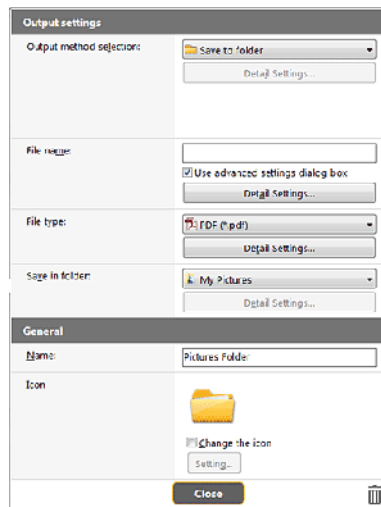 Output settings
Output method selection:
Save to folder
Detail Settings...
File name:
Use advanced settings dialog box
Detail Settings...
File type:
PDF (*.pdf)
Detail Settings...
Save in folder:
My Pictures
Detail Settings...
General
Name:
Pictures Folder
Icon
Change the icon
Setting...
Close